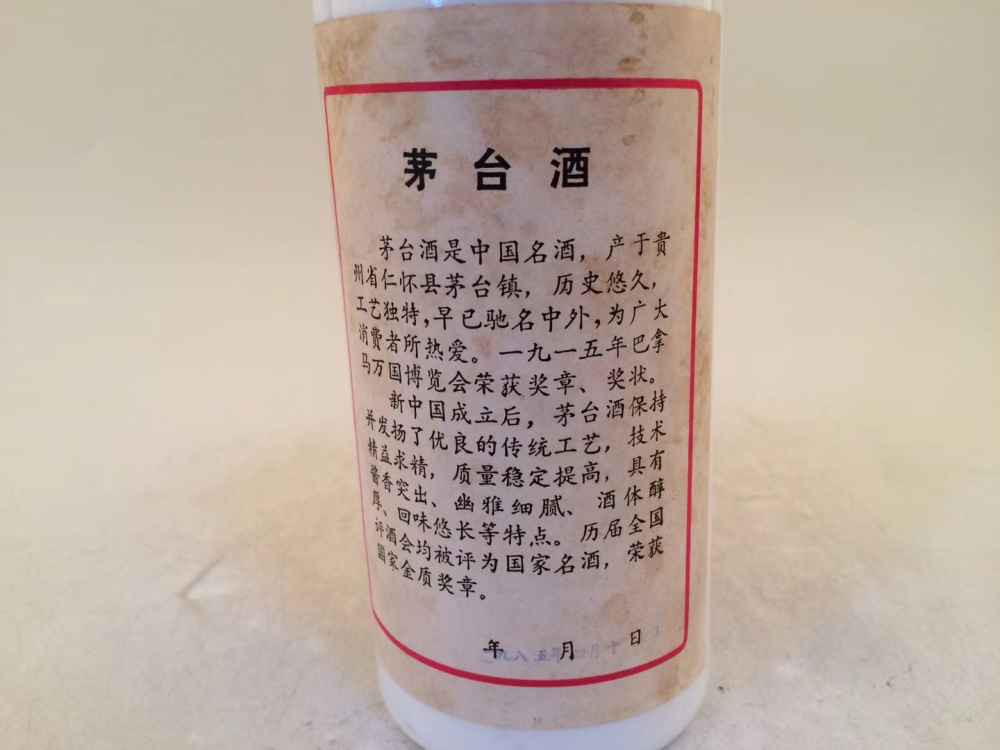 茅台酒
茅台酒是中国名酒，产于贵
州省仁怀县茅台镇，历史悠久，
工艺独特，早已驰名中外，为广大
消费者所热爱。一九一五年巴拿
马万国博览会荣获奖章、奖状。
新中国成立后，茅台酒保持
并发扬了优良的传统工艺，技术
精益求精，质量稳定提高，具有
酱香突出、幽雅细腻、酒体醇
厚、回味悠长等特点。历届全国
评酒会均被评为国家名酒，荣获
国家金质奖章。
年 月 日
九八五年四月十